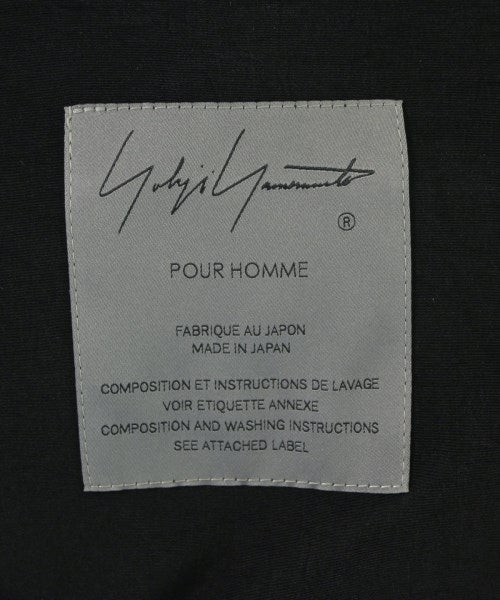 Yohji Yamamoto
®
POUR HOMME
FABRIQUE AU JAPON
MADE IN JAPAN
COMPOSITION ET INSTRUCTIONS DE LAVAGE
VOIR ETIQUETTE ANNEXE
COMPOSITION AND WASHING INSTRUCTIONS
SEE ATTACHED LABEL